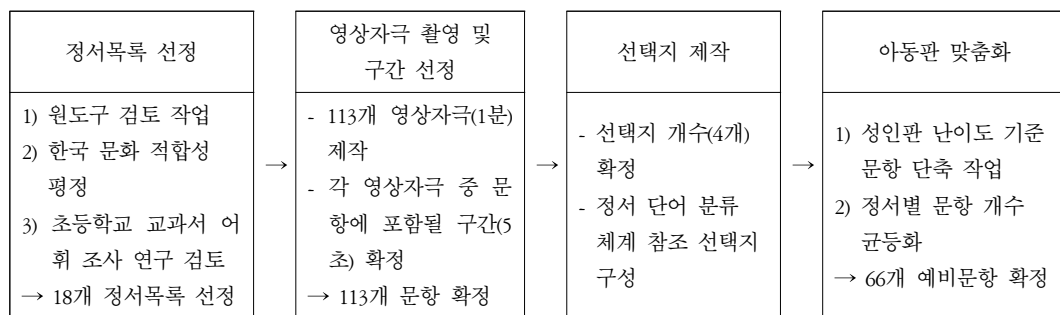 정서목록 선정
1) 원도구 검토 작업
2) 한국 문화 적합성
평정
3) 초등학교 교과서 어
휘 조사 연구 검토
→ 18개 정서목록 선정
→
영상자극 촬영 및
구간 선정
- 113개 영상자극(1분)
제작
- 각 영상자극 중 문
항에 포함될 구간(5
초) 확정
→ 113개 문항 확정
→
선택지 제작
- 선택지 개수(4개)
확정
- 정서 단어 분류
체계 참조 선택지
구성
→
아동판 맞춤화
1) 성인판 난이도 기준
문항 단축 작업
2) 정서별 문항 개수
균등화
→ 66개 예비문항 확정